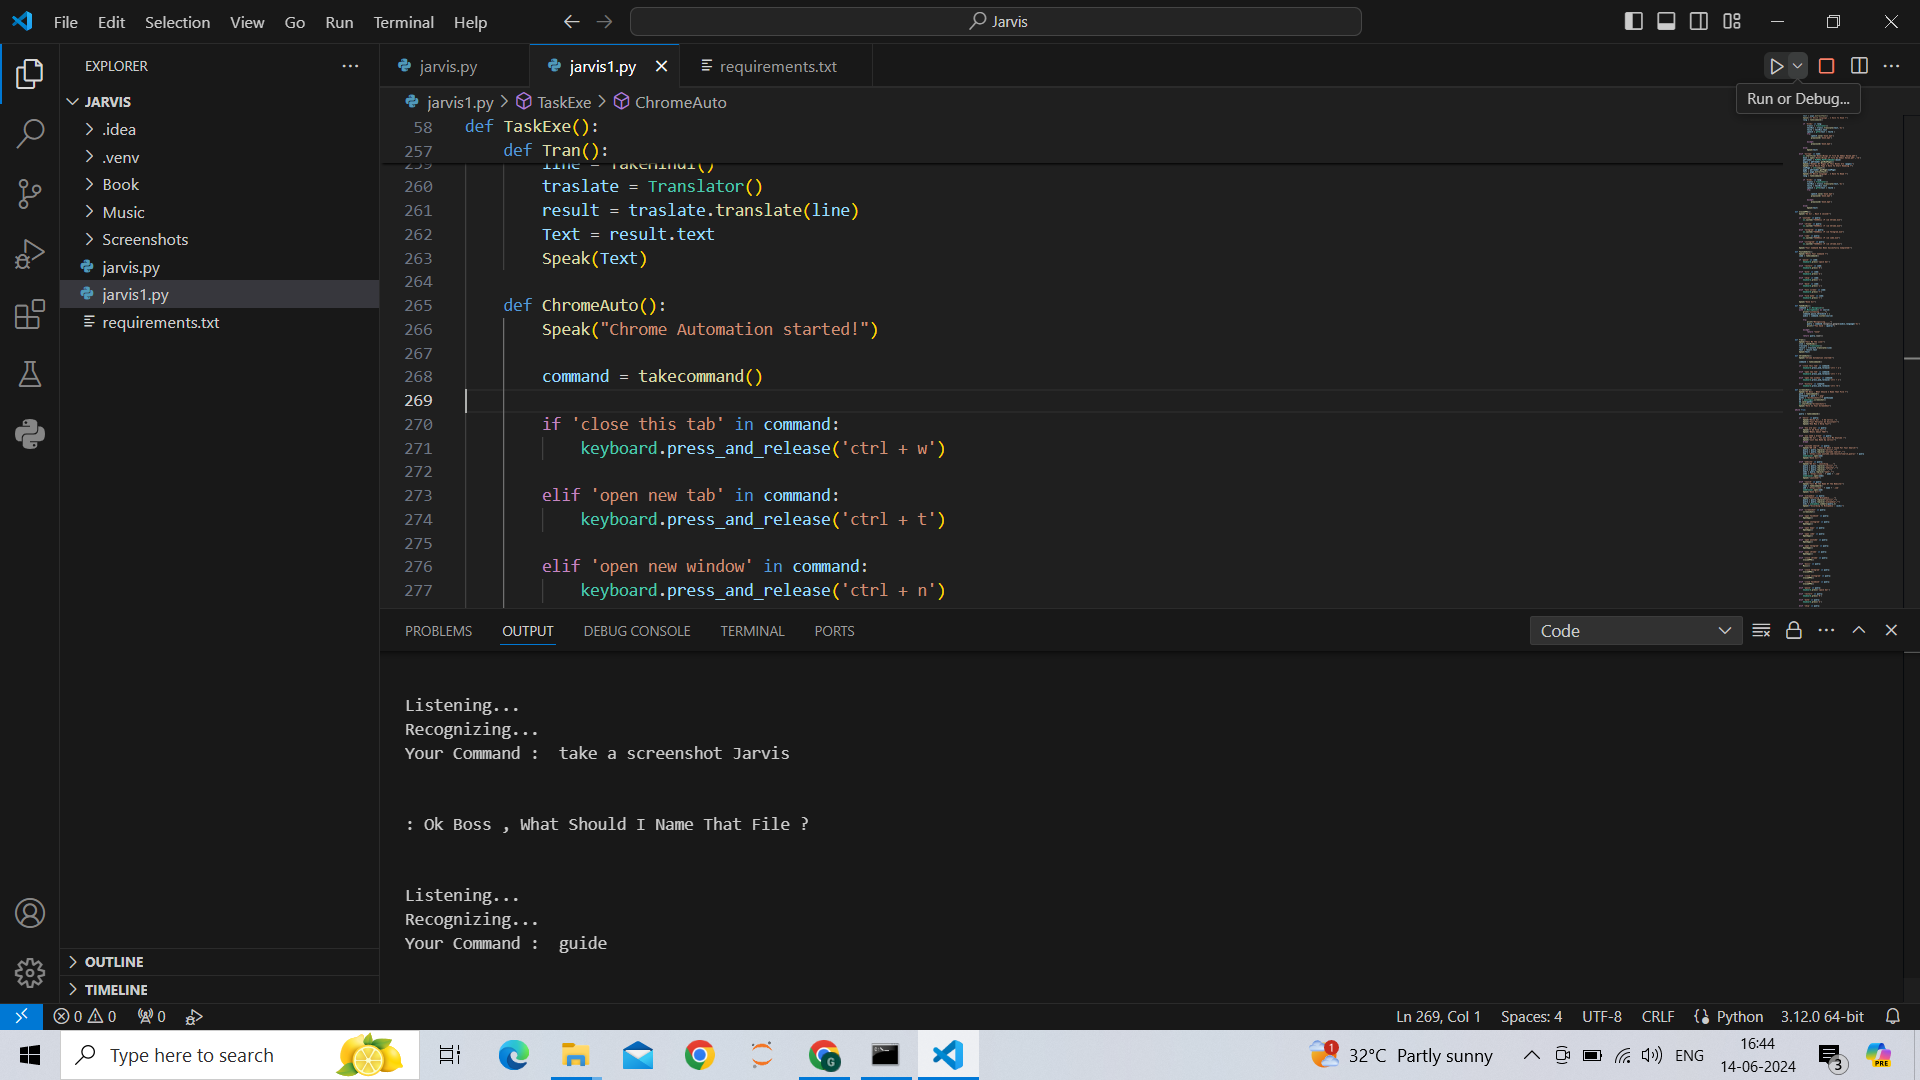 File Edit Selection View Go Run Terminal Help
Jarvis
EXPLORER
JARVIS
.idea
.venv
Book
Music
Screenshots
jarvis.py
jarvis1.py
requirements.txt
OUTLINE
TIMELINE
jarvis.py
jarvis1.py
requirements.txt
Run or Debug...
jarvis1.py > TaskExe > ChromeAuto
58 def TaskExe():
257 def Tran():
259 line = TakeHindi()
260 traslate = Translator()
261 result = traslate.translate(line)
262 Text = result.text
263 Speak(Text)
264
265 def ChromeAuto():
266 Speak("Chrome Automation started!")
267
268 command = takecommand()
269
270 if 'close this tab' in command:
271 keyboard.press_and_release('ctrl + w')
272
273 elif 'open new tab' in command:
274 keyboard.press_and_release('ctrl + t')
275
276 elif 'open new window' in command:
277 keyboard.press_and_release('ctrl + n')
PROBLEMS OUTPUT DEBUG CONSOLE TERMINAL PORTS
Code
Listening...
Recognizing...
Your Command :  take a screenshot Jarvis
: Ok Boss , What Should I Name That File ?
Listening...
Recognizing...
Your Command :  guide
0 0 0
Ln 269, Col 1 Spaces: 4 UTF-8 CRLF Python 3.12.0 64-bit
Type here to search
G
1
32°C Partly sunny
ENG
16:44
14-06-2024
3
PRE